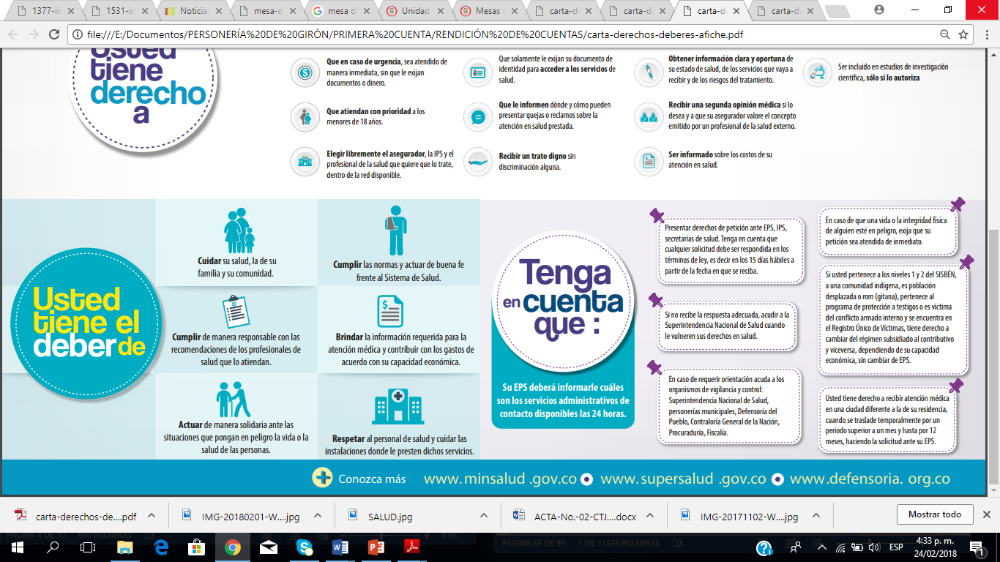 1377-in
1531-in
Noticias
mesa-d
mesa d
Unidad
Mesas
carta-de
carta-de
carta-de
carta-de
file:///E:/Documentos/PERSONERÍA%20DE%20GIRÓN/PRIMERA%20CUENTA/RENDICIÓN%20DE%20CUENTAS/carta-derechos-deberes-afiche.pdf
Usted
tiene
derecho
a
Que en caso de urgencia, sea atendido de
manera inmediata, sin que le exijan
documentos o dinero.
Que solamente le exijan su documento de
identidad para acceder a los servicios de
salud.
Obtener información clara y oportuna de
su estado de salud, de los servicios que vaya a
recibir y de los riesgos del tratamiento.
Ser incluido en estudios de investigación
científica, sólo si lo autoriza
Que atiendan con prioridad a los
menores de 18 años.
Que le informen dónde y cómo pueden
presentar quejas o reclamos sobre la
atención en salud prestada.
Recibir una segunda opinión médica si lo
desea y a que su asegurador valore el concepto
emitido por un profesional de la salud externo.
Elegir libremente el asegurador, la IPS y el
profesional de la salud que quiere que lo trate,
dentro de la red disponible.
Recibir un trato digno sin
discriminación alguna.
Ser informado sobre los costos de su
atención en salud.
Usted
tiene el
deber de
Cuidar su salud, la de su
familia y su comunidad.
Cumplir las normas y actuar de buena fe
frente al Sistema de Salud.
Cumplir de manera responsable con las
recomendaciones de los profesionales de
salud que lo atiendan.
Brindar la información requerida para la
atención médica y contribuir con los gastos de
acuerdo con su capacidad económica.
Actuar de manera solidaria ante las
situaciones que pongan en peligro la vida o la
salud de las personas.
Respetar al personal de salud y cuidar las
instalaciones donde le presten dichos servicios.
Tenga
en cuenta
que :
Su EPS deberá informarle cuáles
son los servicios administrativos de
contacto disponibles las 24 horas.
Presentar derechos de petición ante EPS, IPS,
secretarías de salud. Tenga en cuenta que
cualquier solicitud debe ser respondida en los
términos de ley, es decir en los 15 días hábiles a
partir de la fecha en que se reciba.
Si no recibe la respuesta adecuada, acudir a la
Superintendencia Nacional de Salud cuando
le vulneren sus derechos en salud.
En caso de requerir orientación acuda a los
organismos de vigilancia y control:
Superintendencia Nacional de Salud,
personerías municipales, Defensoría del
Pueblo, Contraloría General de la Nación,
Procuraduría, Fiscalía.
En caso de que una vida o la integridad física
de alguien esté en peligro, exija que su
petición sea atendida de inmediato.
Si usted pertenece a los niveles 1 y 2 del SISBÉN,
a una comunidad indígena, es población
desplazada o rom (gitana), pertenece al
programa de protección a testigos o es víctima
del conflicto armado interno y se encuentra en
el Registro Único de Víctimas, tiene derecho a
cambiar del régimen subsidiado al contributivo
y viceversa, dependiendo de su capacidad
económica, sin cambiar de EPS.
Usted tiene derecho a recibir atención médica
en una ciudad diferente a la de su residencia,
cuando se traslade temporalmente por un
periodo superior a un mes y hasta por 12
meses, haciendo la solicitud ante su EPS.
Conozca más www.minsalud .gov.co www.supersalud .gov.co www.defensoria. org.co
carta-derechos-de....pdf
IMG-20180201-W....jpg
SALUD.jpg
ACTA-No.-02-CTJ....docx
IMG-20171102-W....jpg
Mostrar todo
PÁGINA 4 DE 10 640 PALABRAS 91%
PÁGINA 65 DE 99 1 DE 11574 PALABRAS
ESP
4:33 p. m.
24/02/2018
1